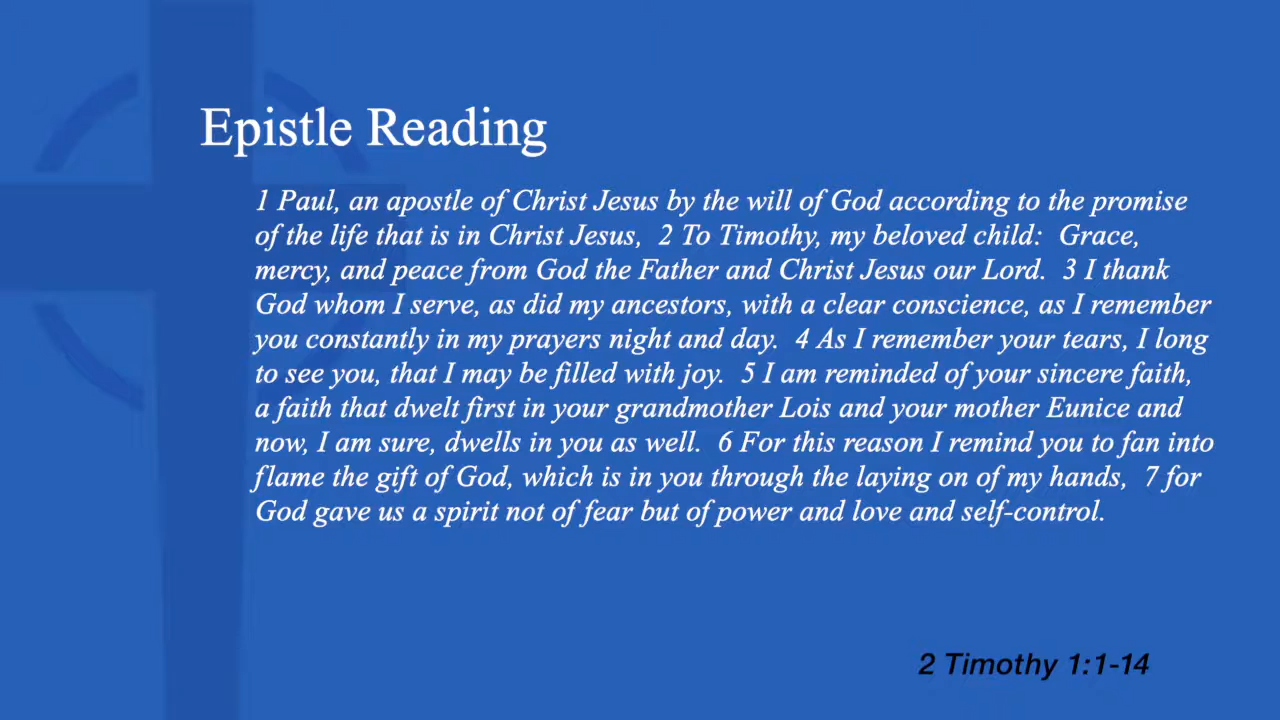 Epistle Reading
1 Paul, an apostle of Christ Jesus by the will of God according to the promise
of the life that is in Christ Jesus,  2 To Timothy, my beloved child:  Grace,
mercy, and peace from God the Father and Christ Jesus our Lord.  3 I thank
God whom I serve, as did my ancestors, with a clear conscience, as I remember
you constantly in my prayers night and day.  4 As I remember your tears, I long
to see you, that I may be filled with joy.  5 I am reminded of your sincere faith,
a faith that dwelt first in your grandmother Lois and your mother Eunice and
now, I am sure, dwells in you as well.  6 For this reason I remind you to fan into
flame the gift of God, which is in you through the laying on of my hands,  7 for
God gave us a spirit not of fear but of power and love and self-control.
2 Timothy 1:1-14